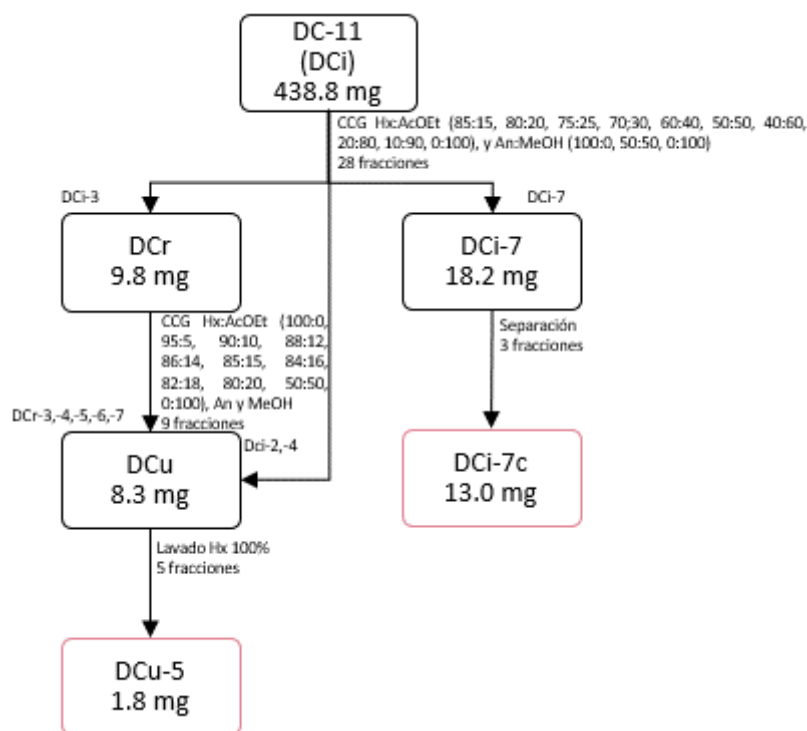 DC-11
(DCi)
438.8 mg
CCG Hx:AcOEt (85:15, 80:20, 75:25, 70;30, 60:40, 50:50, 40:60,
20:80, 10:90, 0:100), y An:MeOH (100:0, 50:50, 0:100)
28 fracciones
DCi-3
DCi-7
DCr
9.8 mg
DCi-7
18.2 mg
CCG Hx:AcOEt (100:0,
95:5, 90:10, 88:12,
86:14, 85:15, 84:16,
82:18, 80:20, 50:50,
0:100), An y MeOH
9 fracciones
Separación
3 fracciones
DCr-3,-4,-5,-6,-7
Dci-2,-4
DCu
8.3 mg
DCi-7c
13.0 mg
Lavado Hx 100%
5 fracciones
DCu-5
1.8 mg